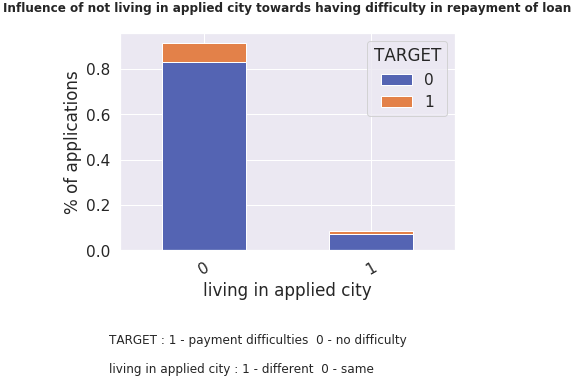 Influence of not living in applied city towards having difficulty in repayment of loan
TARGET
0
1
0.8
0.6
0.4
0.2
0.0
% of applications
0
1
living in applied city
TARGET : 1 - payment difficulties  0 - no difficulty
living in applied city : 1 - different  0 - same